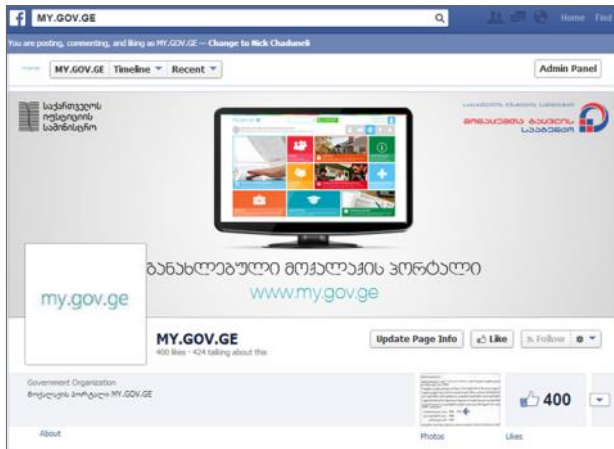 MY.GOV.GE
Home Find
You are posting, commenting, and liking as MY.GOV.GE — Change to Nick Chaduneli
MY.GOV.GE Timeline Recent
Admin Panel
საქართველოს
იუსტიციის
სამინისტრო
მონაცემთა გაცვლის
სააგენტო
განახლებული მოქალაქის პორტალი
www.my.gov.ge
my.gov.ge
MY.GOV.GE
400 likes · 424 talking about this
Update Page Info
Like
Follow
Government Organization
მოქალაქის პორტალი MY.GOV.GE
400
About
Photos
Likes